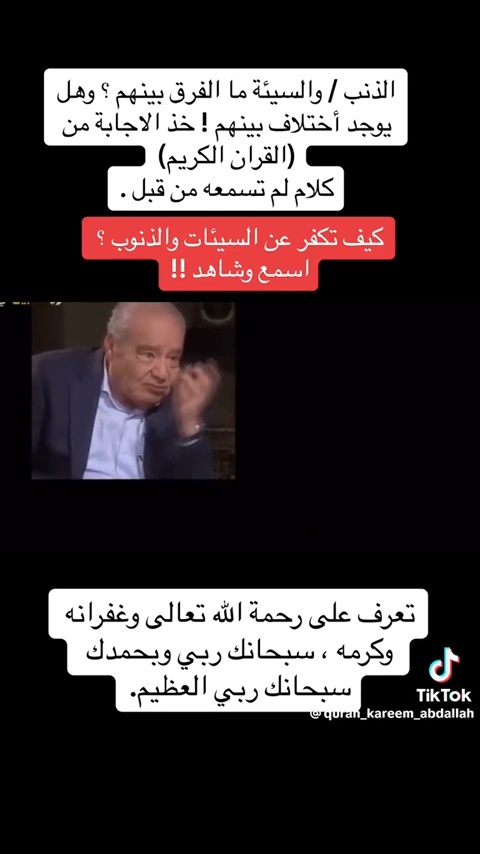 الذنب / والسيئة ما الفرق بينهم ؟ وهل
يوجد أختلاف بينهم ! خذ الاجابة من
(القران الكريم)
كلام لم تسمعه من قبل .
كيف تكفر عن السيئات والذنوب ؟
اسمع وشاهد !!
تعرف على رحمة الله تعالى وغفرانه
وكرمه ، سبحانك ربي وبحمدك
سبحانك ربي العظيم.
TikTok
@quran_kareem_abdallah